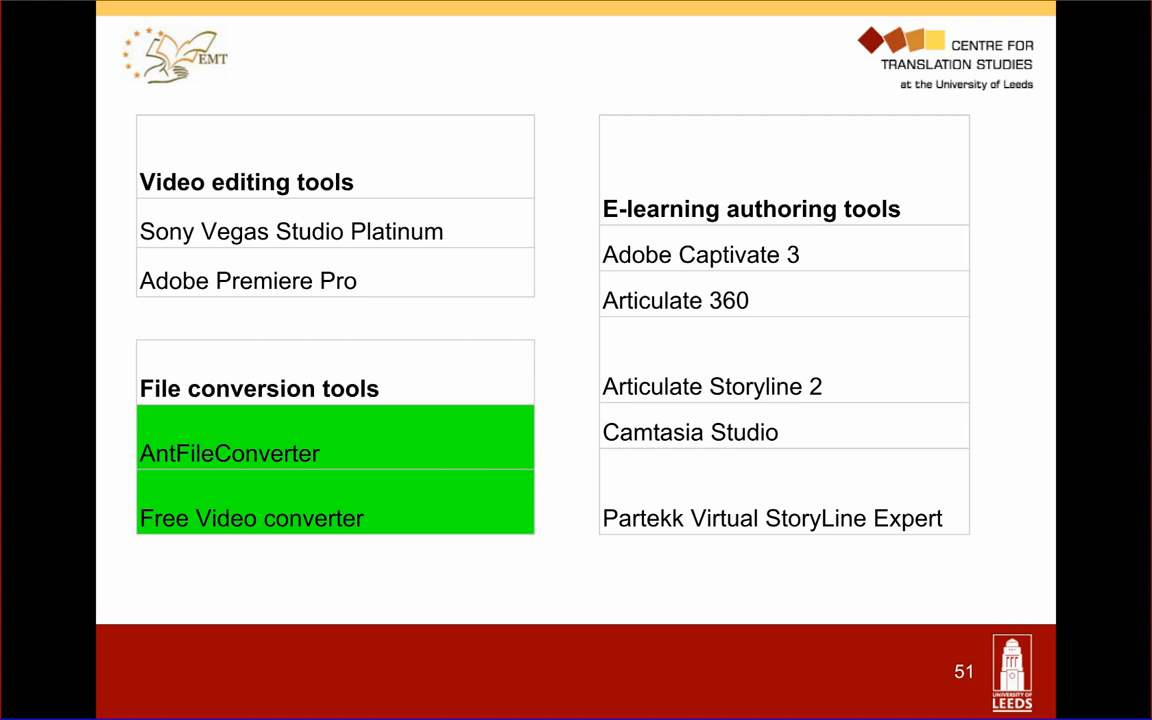 EMT
CENTRE FOR
TRANSLATION STUDIES
at the University of Leeds
Video editing tools
Sony Vegas Studio Platinum
Adobe Premiere Pro
File conversion tools
AntFileConverter
Free Video converter
E-learning authoring tools
Adobe Captivate 3
Articulate 360
Articulate Storyline 2
Camtasia Studio
Partekk Virtual StoryLine Expert
51
UNIVERSITY OF
LEEDS